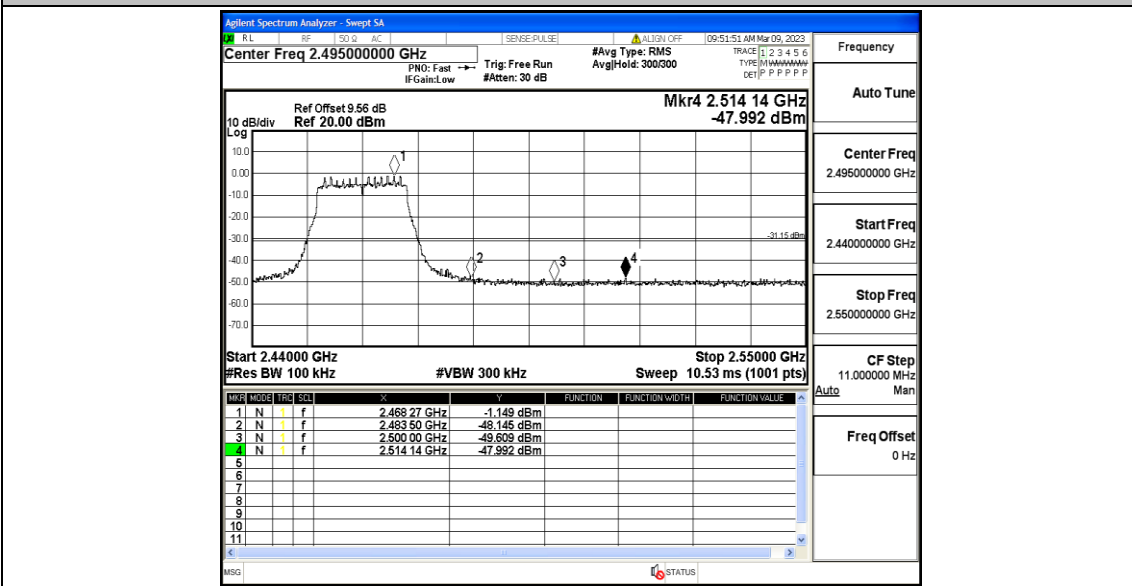 Agilent Spectrum Analyzer - Swept SA
RL RF 50 Ω AC SENSE:PULSE ALIGN OFF 09:51:51 AM Mar 09, 2023
Center Freq 2.495000000 GHz
PNO: Fast
IFGain:Low
Trig: Free Run
#Atten: 30 dB
#Avg Type: RMS
Avg|Hold: 300/300
TRACE 1 2 3 4 5 6
TYPE M
DET P P P P P P
Ref Offset 9.56 dB
10 dB/div Ref 20.00 dBm
Log
Mkr4 2.514 14 GHz
-47.992 dBm
10.0
0.00
-10.0
-20.0
-30.0
-40.0
-50.0
-60.0
-70.0
1
2
3
4
-31.15 dBm
Start 2.44000 GHz Stop 2.55000 GHz
#Res BW 100 kHz #VBW 300 kHz Sweep 10.53 ms (1001 pts)
MKR MODE TRC SCL X Y FUNCTION FUNCTION WIDTH FUNCTION VALUE
1 N 1 f 2.468 27 GHz -1.149 dBm
2 N 1 f 2.483 50 GHz -48.145 dBm
3 N 1 f 2.500 00 GHz -49.609 dBm
4 N 1 f 2.514 14 GHz -47.992 dBm
5
6
7
8
9
10
11
MSG STATUS
Frequency
Auto Tune
Center Freq
2.495000000 GHz
Start Freq
2.440000000 GHz
Stop Freq
2.550000000 GHz
CF Step
11.000000 MHz
Auto Man
Freq Offset
0 Hz